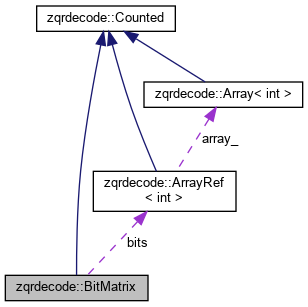 zqrdecode::Counted
zqrdecode::Array< int >
array_
zqrdecode::ArrayRef
< int >
bits
zqrdecode::BitMatrix